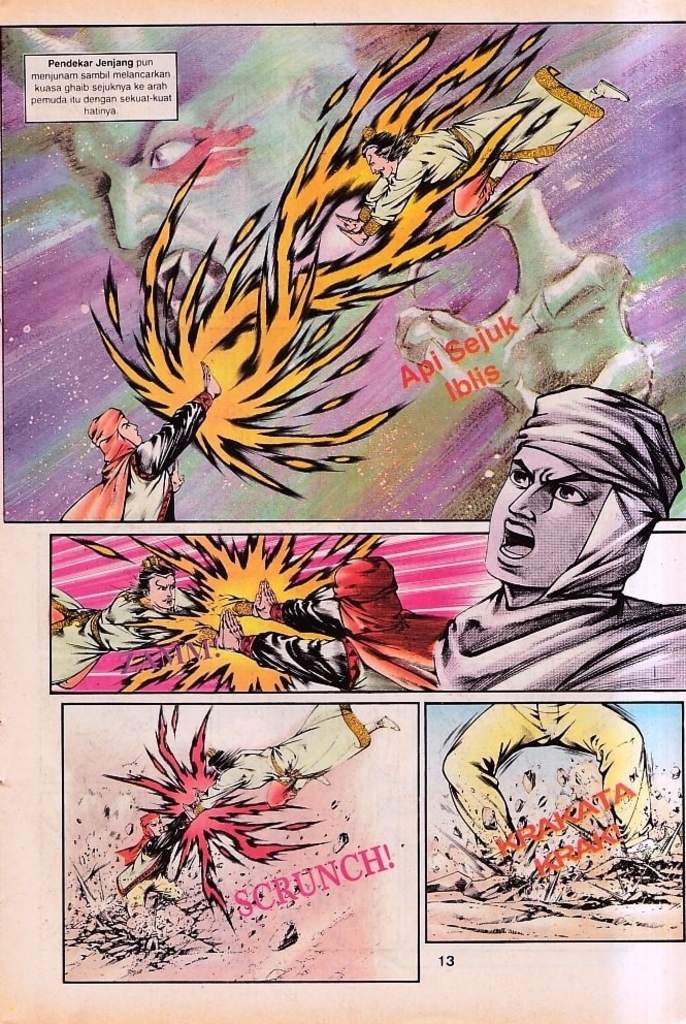 Pendekar Jenjang pun
menjunam sambil melancarkan
kuasa ghaib sejuknya ke arah
pemuda itu dengan sekuat-kuat
hatinya.
Api Sejuk
Iblis
ZAMM!
SCRUNCH!
KRAKATA
KRAK!
13